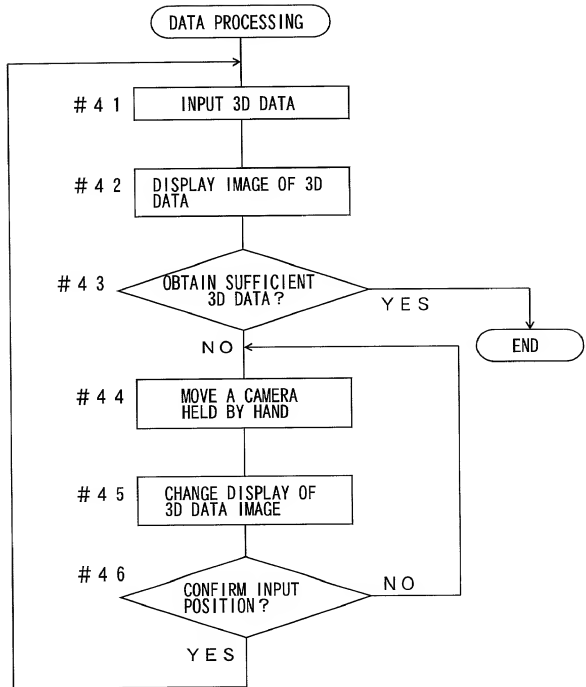 DATA PROCESSING
#41
INPUT 3D DATA
#42
DISPLAY IMAGE OF 3D
DATA
#43
OBTAIN SUFFICIENT
3D DATA?
YES
END
NO
#44
MOVE A CAMERA
HELD BY HAND
#45
CHANGE DISPLAY OF
3D DATA IMAGE
#46
CONFIRM INPUT
POSITION?
NO
YES